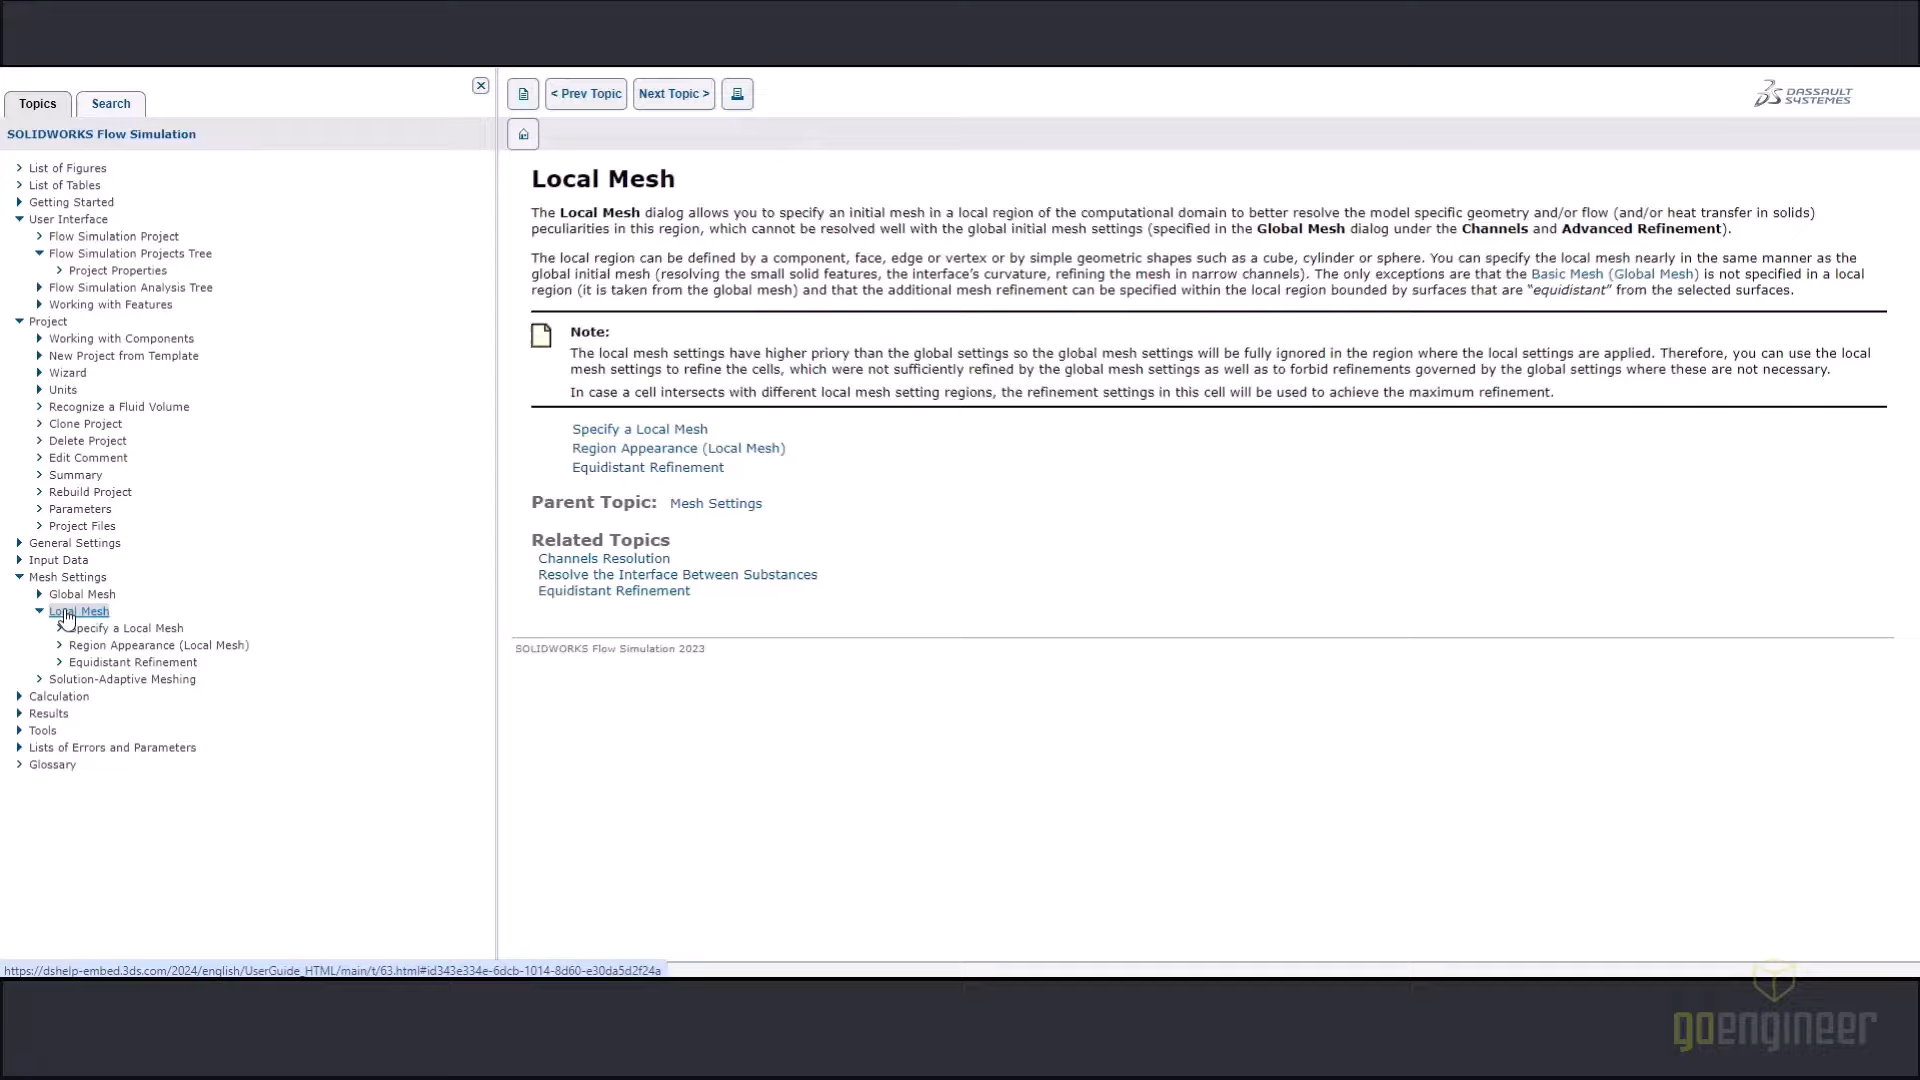 Topics
Search
SOLIDWORKS Flow Simulation
List of Figures
List of Tables
Getting Started
User Interface
Flow Simulation Project
Flow Simulation Projects Tree
Project Properties
Flow Simulation Analysis Tree
Working with Features
Project
Working with Components
New Project from Template
Wizard
Units
Recognize a Fluid Volume
Clone Project
Delete Project
Edit Comment
Summary
Rebuild Project
Parameters
Project Files
General Settings
Input Data
Mesh Settings
Global Mesh
Local Mesh
Specify a Local Mesh
Region Appearance (Local Mesh)
Equidistant Refinement
Solution-Adaptive Meshing
Calculation
Results
Tools
Lists of Errors and Parameters
Glossary
https://dshelp-embed.3ds.com/2024/english/UserGuide_HTML/main/t/63.html#id343e334e-6dcb-1014-8d60-e30da5d2f24a
< Prev Topic
Next Topic >
DASSAULT
SYSTEMES
Local Mesh
The Local Mesh dialog allows you to specify an initial mesh in a local region of the computational domain to better resolve the model specific geometry and/or flow (and/or heat transfer in solids)
peculiarities in this region, which cannot be resolved well with the global initial mesh settings (specified in the Global Mesh dialog under the Channels and Advanced Refinement).
The local region can be defined by a component, face, edge or vertex or by simple geometric shapes such as a cube, cylinder or sphere. You can specify the local mesh nearly in the same manner as the
global initial mesh (resolving the small solid features, the interface's curvature, refining the mesh in narrow channels). The only exceptions are that the Basic Mesh (Global Mesh) is not specified in a local
region (it is taken from the global mesh) and that the additional mesh refinement can be specified within the local region bounded by surfaces that are “equidistant” from the selected surfaces.
Note:
The local mesh settings have higher priory than the global settings so the global mesh settings will be fully ignored in the region where the local settings are applied. Therefore, you can use the local
mesh settings to refine the cells, which were not sufficiently refined by the global mesh settings as well as to forbid refinements governed by the global settings where these are not necessary.
In case a cell intersects with different local mesh setting regions, the refinement settings in this cell will be used to achieve the maximum refinement.
Specify a Local Mesh
Region Appearance (Local Mesh)
Equidistant Refinement
Parent Topic: Mesh Settings
Related Topics
Channels Resolution
Resolve the Interface Between Substances
Equidistant Refinement
SOLIDWORKS Flow Simulation 2023
goengineer